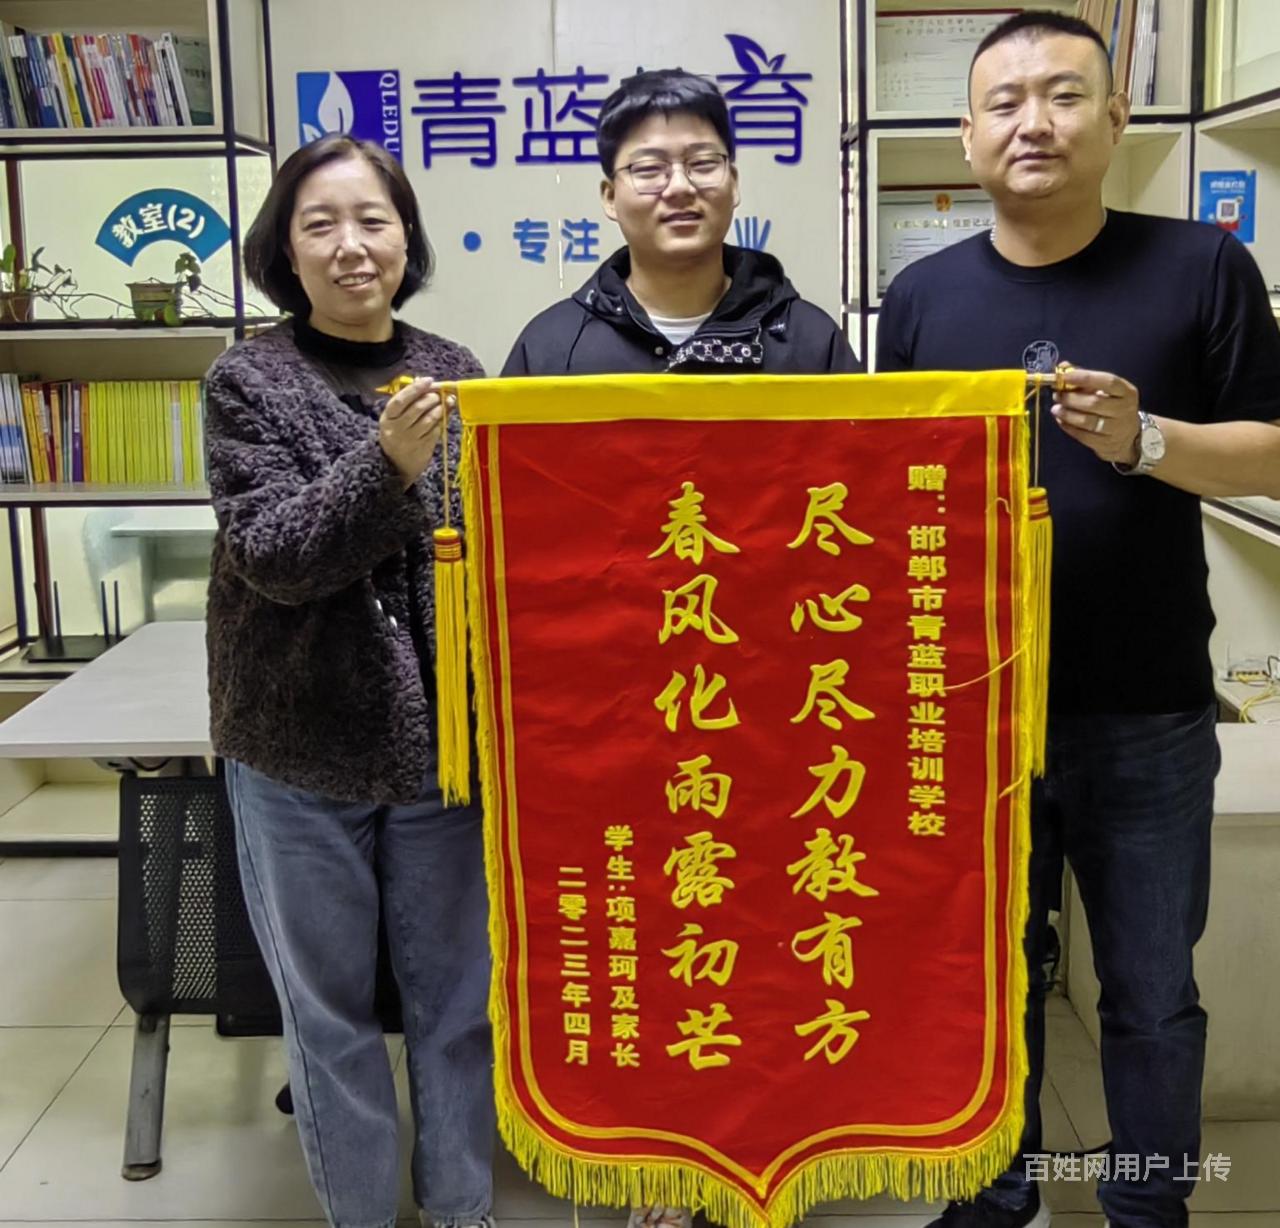 QLEDU
青蓝 育
专注 业
教室(2)
赠：邯郸市青蓝职业培训学校
尽心尽力教有方
春风化雨露初芒
学生：项嘉珂及家长
二零二三年四月
百姓网用户上传